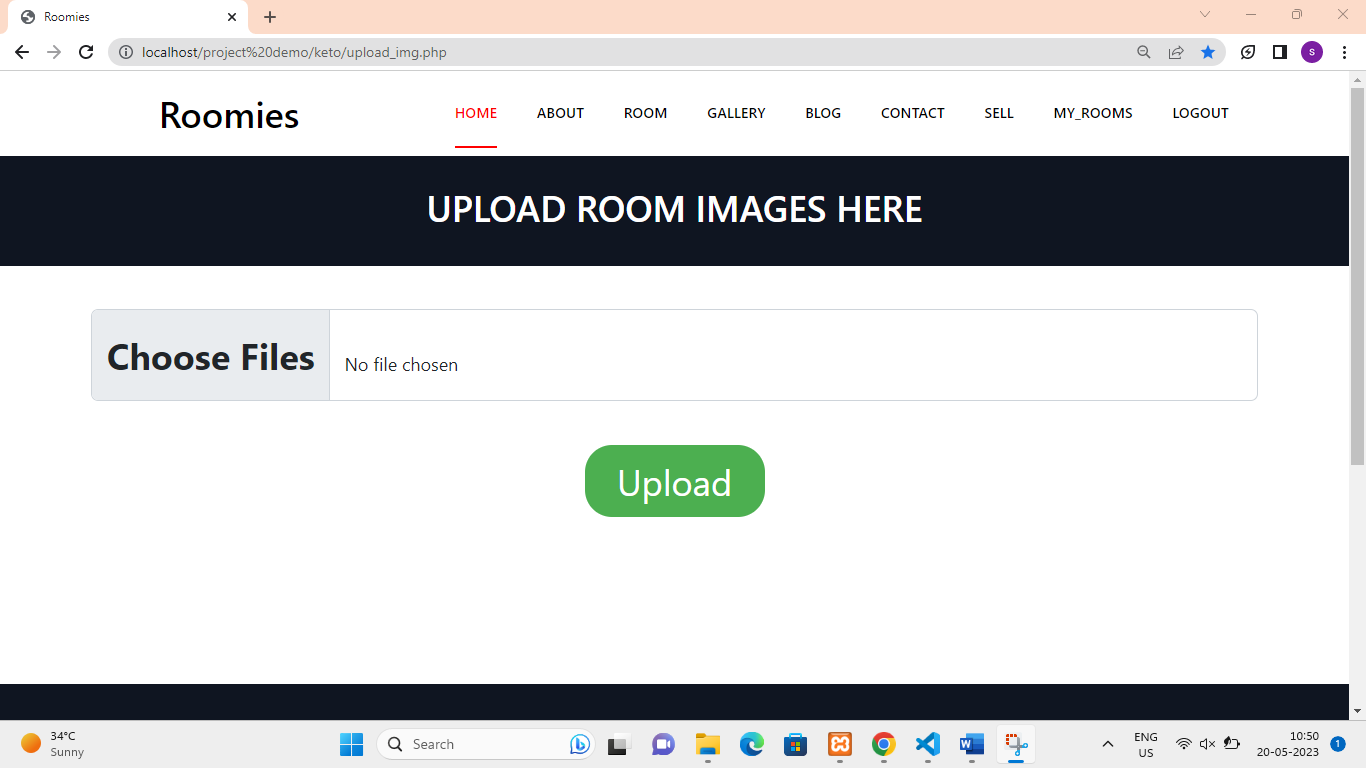 Roomies
localhost/project%20demo/keto/upload_img.php
s
Roomies
HOME ABOUT ROOM GALLERY BLOG CONTACT SELL MY_ROOMS LOGOUT
UPLOAD ROOM IMAGES HERE
Choose Files No file chosen
Upload
34°C
Sunny
Search
ENG
US
10:50
20-05-2023
1